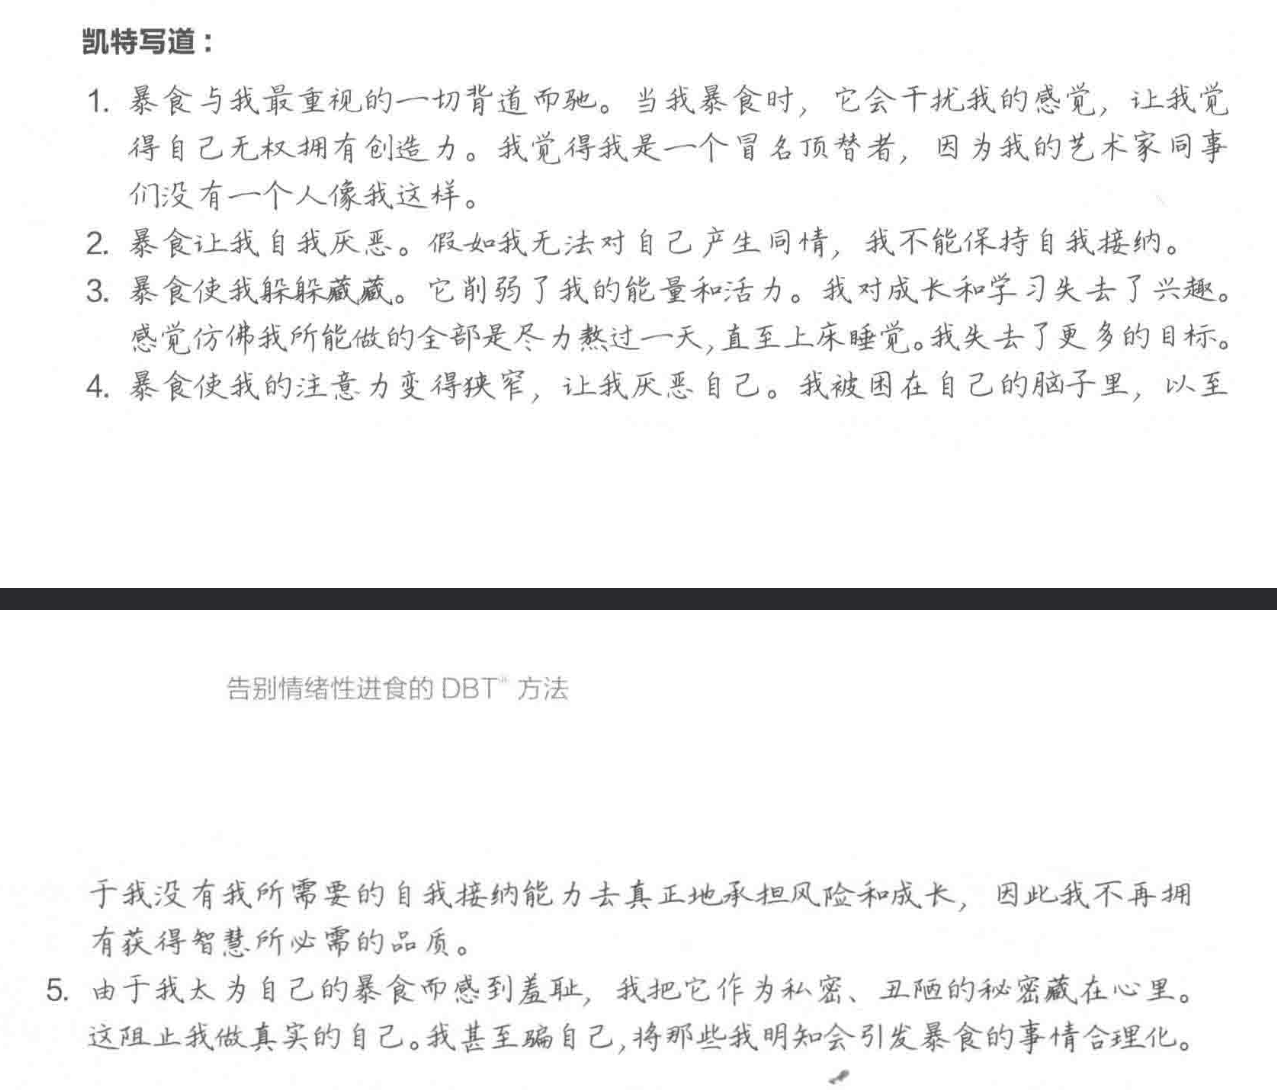 凯特写道：
1. 暴食与我最重视的一切背道而驰。当我暴食时，它会干扰我的感觉，让我觉
得自己无权拥有创造力。我觉得我是一个冒名顶替者，因为我的艺术家同事
们没有一个人像我这样。
2. 暴食让我自我厌恶。假如我无法对自己产生同情，我不能保持自我接纳。
3. 暴食使我躲躲藏藏。它削弱了我的能量和活力。我对成长和学习失去了兴趣。
感觉仿佛我所能做的全部是尽力熬过一天，直至上床睡觉。我失去了更多的目标。
4. 暴食使我的注意力变得狭窄，让我厌恶自己。我被困在自己的脑子里，以至
告别情绪性进食的 DBT® 方法
于我没有我所需要的自我接纳能力去真正地承担风险和成长，因此我不再拥
有获得智慧所必需的品质。
5. 由于我太为自己的暴食而感到羞耻，我把它作为私密、丑陋的秘密藏在心里。
这阻止我做真实的自己。我甚至骗自己，将那些我明知会引发暴食的事情合理化。